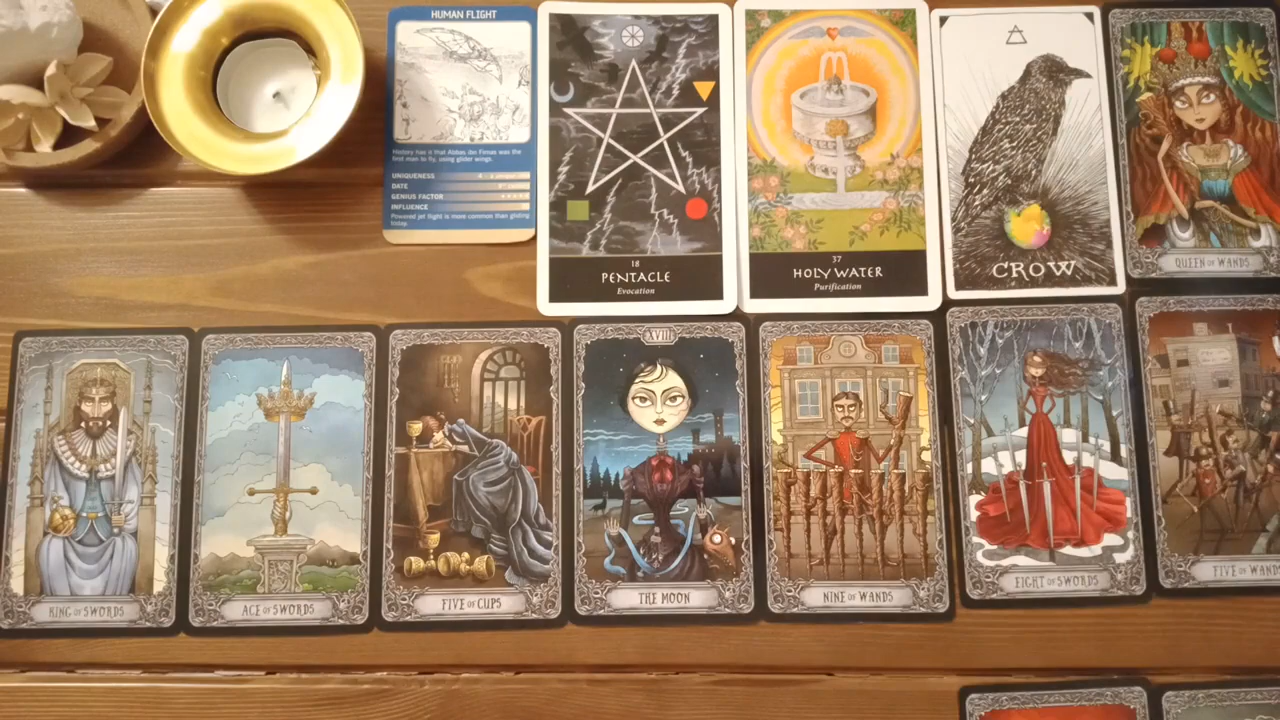 HUMAN FLIGHT
History has it that Abbas ibn Firnas was the
first man to fly, using glider wings.
UNIQUENESS
DATE
GENIUS FACTOR
INFLUENCE
Powered jet flight is more common than gliding
today.
18
PENTACLE
Evocation
37
HOLY WATER
Purification
CROW
QUEEN OF WANDS
KING OF SWORDS
ACE OF SWORDS
FIVE OF CUPS
XVIII
THE MOON
NINE OF WANDS
EIGHT OF SWORDS
FIVE OF WANDS